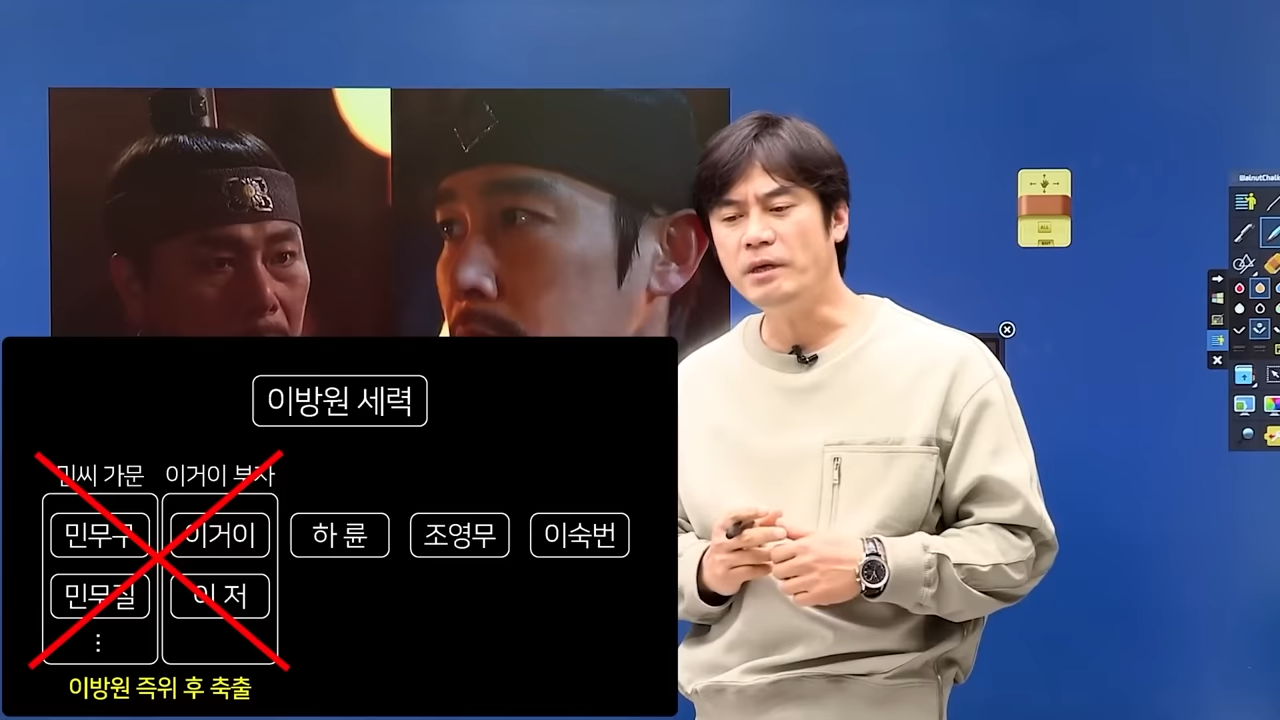 이방원 세력
민씨 가문 이거이 부자
민무구 이거이 하 륜 조영무 이숙번
민무질 이 저
⋮
이방원 즉위 후 축출
ALL